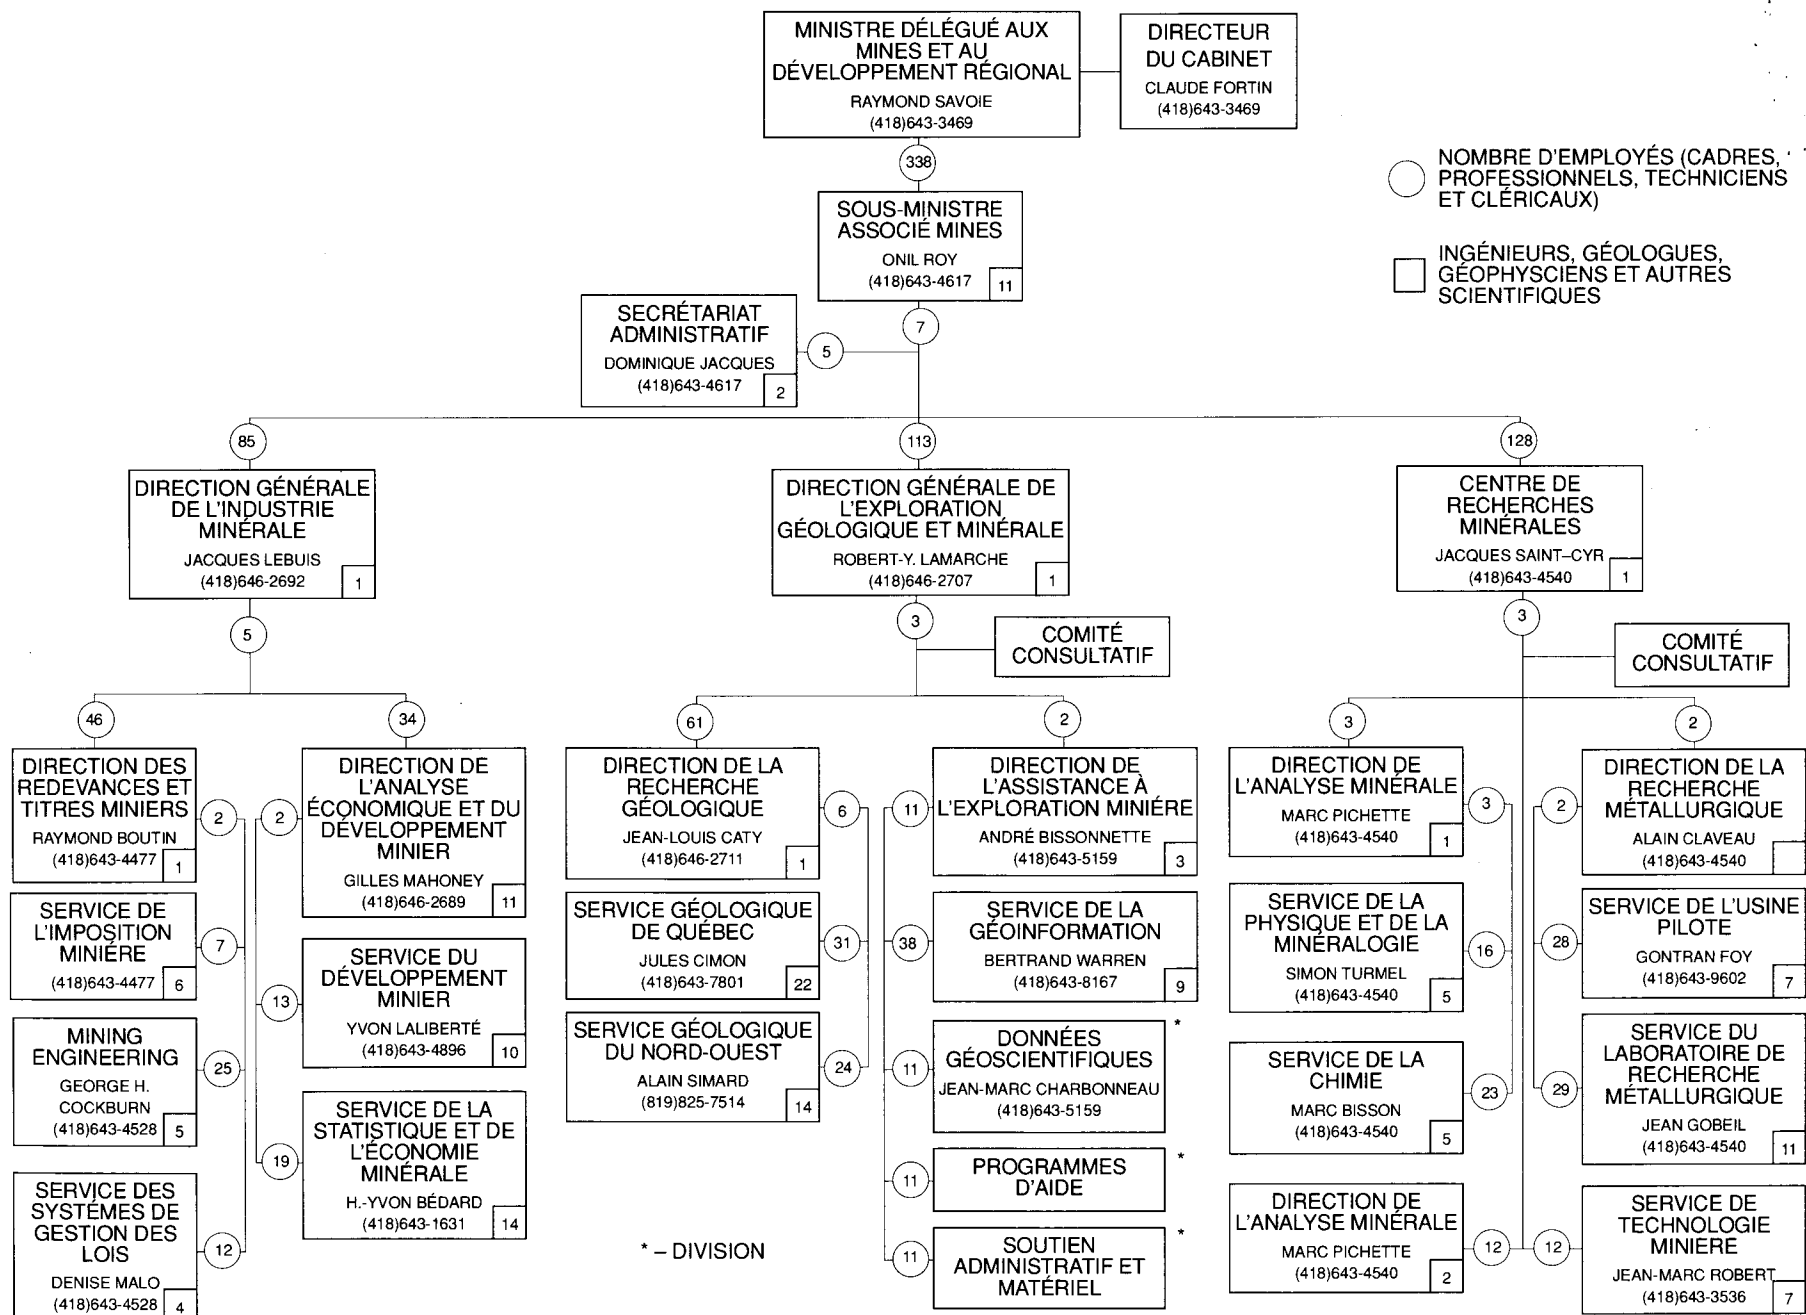 MINISTRE DÉLÉGUÉ AUX
MINES ET AU
DÉVELOPPEMENT RÉGIONAL
RAYMOND SAVOIE
(418)643-3469
DIRECTEUR
DU CABINET
CLAUDE FORTIN
(418)643-3469
338
NOMBRE D'EMPLOYÉS (CADRES,
PROFESSIONNELS, TECHNICIENS
ET CLÉRICAUX)
INGÉNIEURS, GÉOLOGUES,
GÉOPHYSCIENS ET AUTRES
SCIENTIFIQUES
SOUS-MINISTRE
ASSOCIÉ MINES
ONIL ROY
(418)643-4617
11
7
SECRÉTARIAT
ADMINISTRATIF
DOMINIQUE JACQUES
(418)643-4617
2
5
85
113
128
DIRECTION GÉNÉRALE
DE L'INDUSTRIE
MINÉRALE
JACQUES LEBUIS
(418)646-2692
1
5
DIRECTION GÉNÉRALE DE
L'EXPLORATION
GÉOLOGIQUE ET MINÉRALE
ROBERT-Y. LAMARCHE
(418)646-2707
1
3
COMITÉ
CONSULTATIF
CENTRE DE
RECHERCHES
MINÉRALES
JACQUES SAINT–CYR
(418)643-4540
1
3
COMITÉ
CONSULTATIF
46
34
61
2
3
2
DIRECTION DES
REDEVANCES ET
TITRES MINIERS
RAYMOND BOUTIN
(418)643-4477
1
2
SERVICE DE
L'IMPOSITION
MINIÉRE
(418)643-4477
6
7
MINING
ENGINEERING
GEORGE H.
COCKBURN
(418)643-4528
5
25
SERVICE DES
SYSTÉMES DE
GESTION DES
LOIS
DENISE MALO
(418)643-4528
4
12
2
DIRECTION DE
L'ANALYSE
ÉCONOMIQUE ET DU
DÉVELOPPEMENT
MINIER
GILLES MAHONEY
(418)646-2689
11
13
SERVICE DU
DÉVELOPPEMENT
MINIER
YVON LALIBERTÉ
(418)643-4896
10
19
SERVICE DE LA
STATISTIQUE ET DE
L'ÉCONOMIE
MINÉRALE
H.-YVON BÉDARD
(418)643-1631
14
DIRECTION DE LA
RECHERCHE
GÉOLOGIQUE
JEAN-LOUIS CATY
(418)646-2711
1
6
SERVICE GÉOLOGIQUE
DE QUÉBEC
JULES CIMON
(418)643-7801
22
31
SERVICE GÉOLOGIQUE
DU NORD-OUEST
ALAIN SIMARD
(819)825-7514
14
24
* – DIVISION
11
DIRECTION DE
L'ASSISTANCE À
L'EXPLORATION MINIÉRE
ANDRÉ BISSONNETTE
(418)643-5159
3
38
SERVICE DE LA
GÉOINFORMATION
BERTRAND WARREN
(418)643-8167
9
11
DONNÉES
GÉOSCIENTIFIQUES
JEAN-MARC CHARBONNEAU
(418)643-5159
*
11
PROGRAMMES
D'AIDE
*
11
SOUTIEN
ADMINISTRATIF ET
MATÉRIEL
*
DIRECTION DE
L'ANALYSE MINÉRALE
MARC PICHETTE
(418)643-4540
1
3
SERVICE DE LA
PHYSIQUE ET DE LA
MINÉRALOGIE
SIMON TURMEL
(418)643-4540
5
16
SERVICE DE LA
CHIMIE
MARC BISSON
(418)643-4540
5
23
DIRECTION DE
L'ANALYSE MINÉRALE
MARC PICHETTE
(418)643-4540
2
12
2
DIRECTION DE LA
RECHERCHE
MÉTALLURGIQUE
ALAIN CLAVEAU
(418)643-4540
28
SERVICE DE L'USINE
PILOTE
GONTRAN FOY
(418)643-9602
7
29
SERVICE DU
LABORATOIRE DE
RECHERCHE
MÉTALLURGIQUE
JEAN GOBEIL
(418)643-4540
11
12
SERVICE DE
TECHNOLOGIE
MINIERE
JEAN-MARC ROBERT
(418)643-3536
7